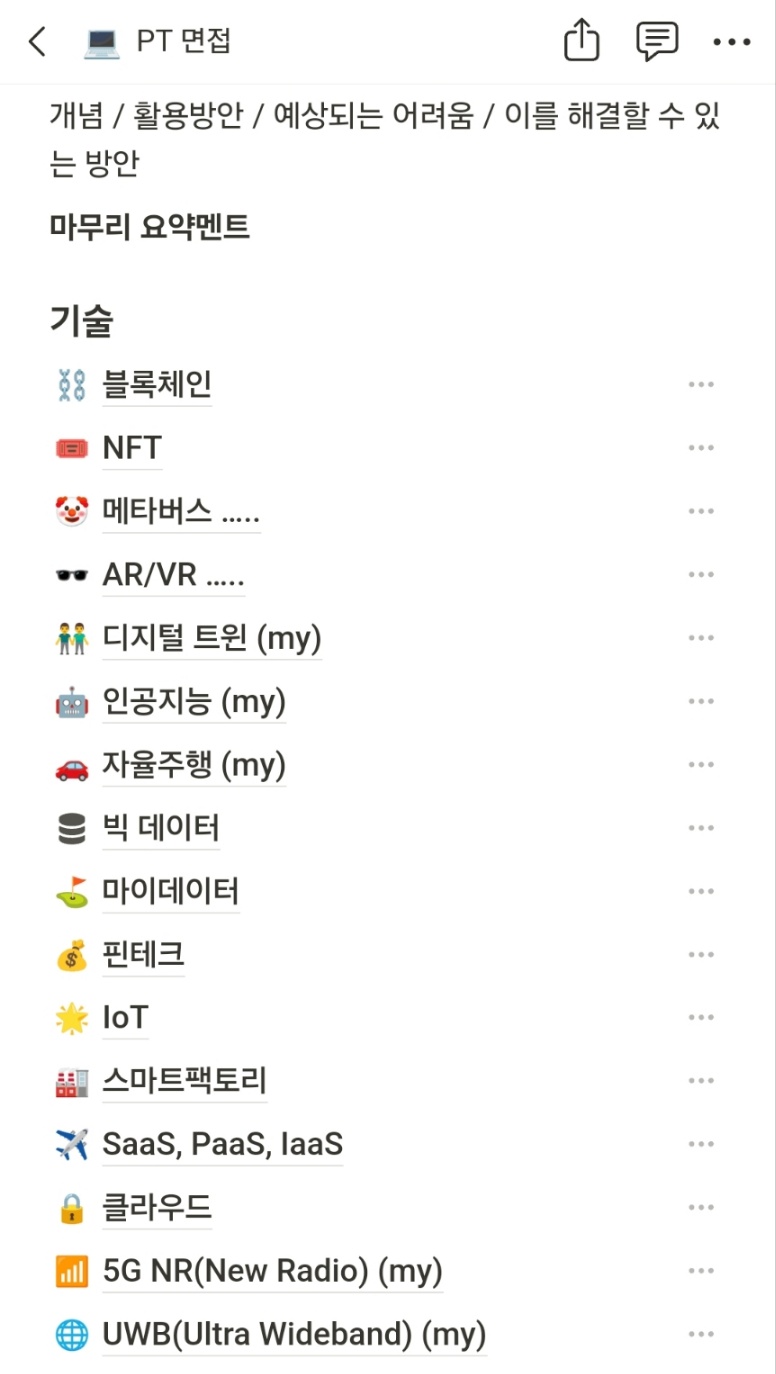 PT 면접
개념 / 활용방안 / 예상되는 어려움 / 이를 해결할 수 있
는 방안
마무리 요약멘트
기술
블록체인
NFT
메타버스 .....
AR/VR .....
디지털 트윈 (my)
인공지능 (my)
자율주행 (my)
빅 데이터
마이데이터
핀테크
IoT
스마트팩토리
SaaS, PaaS, IaaS
클라우드
5G NR(New Radio) (my)
UWB(Ultra Wideband) (my)